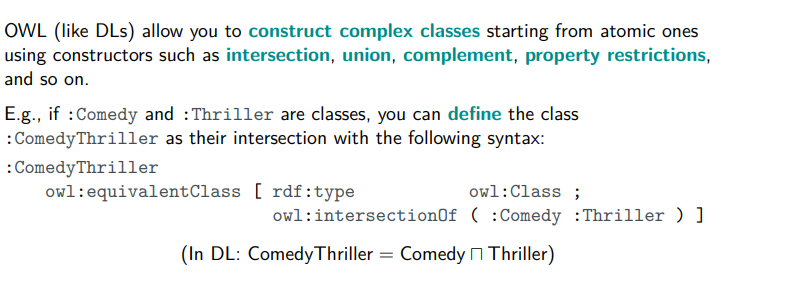 OWL (like DLs) allow you to construct complex classes starting from atomic ones
using constructors such as intersection, union, complement, property restrictions,
and so on.
E.g., if :Comedy and :Thriller are classes, you can define the class
:ComedyThriller as their intersection with the following syntax:
:ComedyThriller
owl:equivalentClass [ rdf:type owl:Class ;
owl:intersectionOf ( :Comedy :Thriller ) ]
(In DL: ComedyThriller = Comedy ⊓ Thriller)